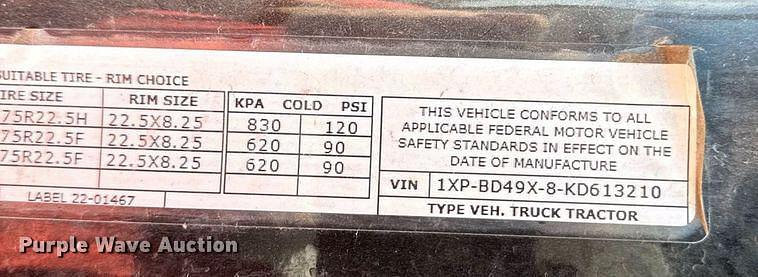 SUITABLE TIRE - RIM CHOICE
TIRE SIZE RIM SIZE KPA COLD PSI
75R22.5H 22.5X8.25 830 120
75R22.5F 22.5X8.25 620 90
75R22.5F 22.5X8.25 620 90
LABEL 22-01467
THIS VEHICLE CONFORMS TO ALL
APPLICABLE FEDERAL MOTOR VEHICLE
SAFETY STANDARDS IN EFFECT ON THE
DATE OF MANUFACTURE
VIN 1XP-BD49X-8-KD613210
TYPE VEH. TRUCK TRACTOR
Purple Wave Auction